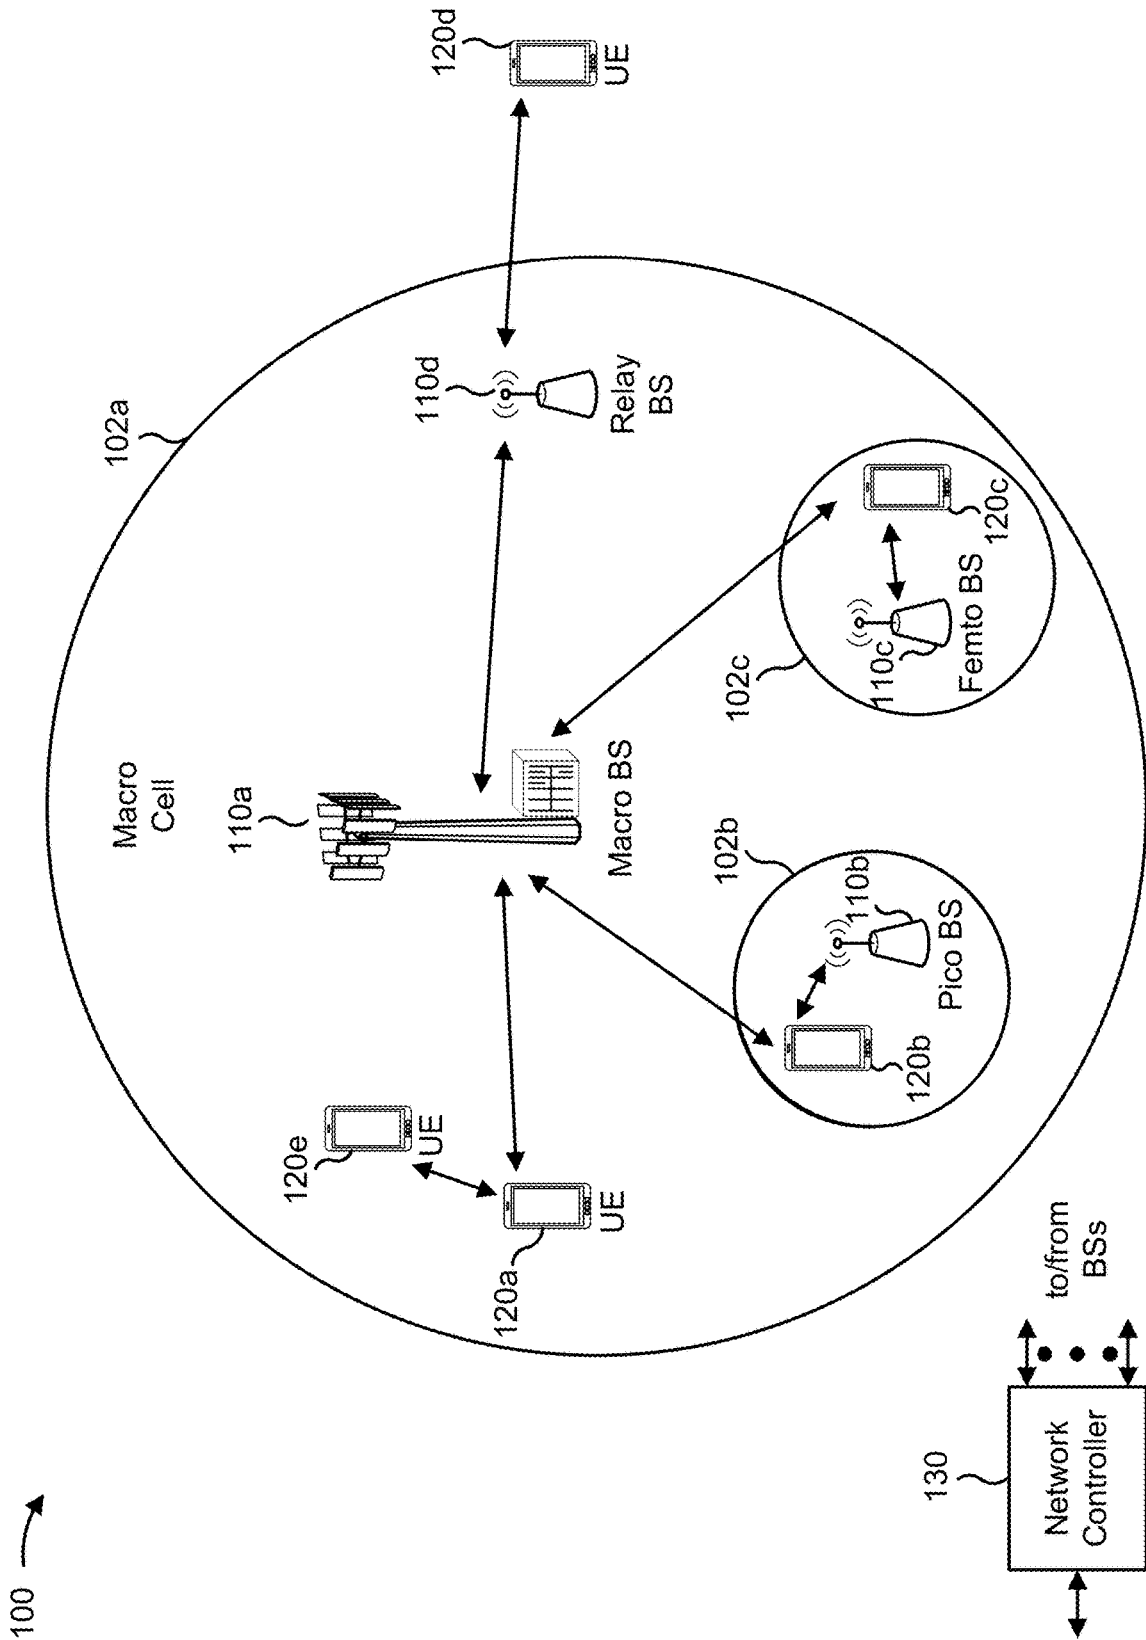 100
102a
Macro
Cell
110a
120d
UE
110d
Relay
BS
120e
UE
120a
UE
Macro BS
102b
110b
Pico BS
120b
102c
110c
Femto BS
120c
130
Network
Controller
to/from
BSs